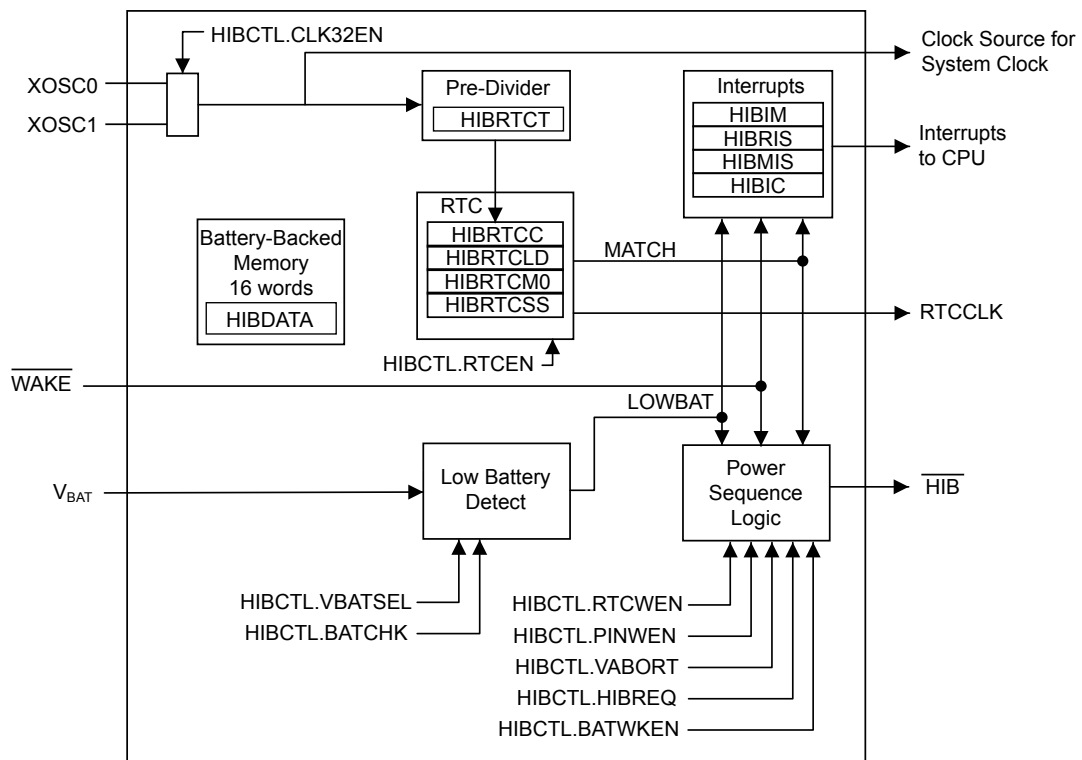 HIBCTL.CLK32EN
XOSC0
XOSC1
Clock Source for
System Clock
Pre-Divider
HIBRTCT
Interrupts
HIBIM
HIBRIS
HIBMIS
HIBIC
Interrupts
to CPU
RTC
HIBRTCC
HIBRTCLD
HIBRTCM0
HIBRTCSS
MATCH
Battery-Backed
Memory
16 words
HIBDATA
RTCCLK
HIBCTL.RTCEN
WAKE
LOWBAT
VBAT
Low Battery
Detect
Power
Sequence
Logic
HIB
HIBCTL.VBATSEL
HIBCTL.BATCHK
HIBCTL.RTCWEN
HIBCTL.PINWEN
HIBCTL.VABORT
HIBCTL.HIBREQ
HIBCTL.BATWKEN